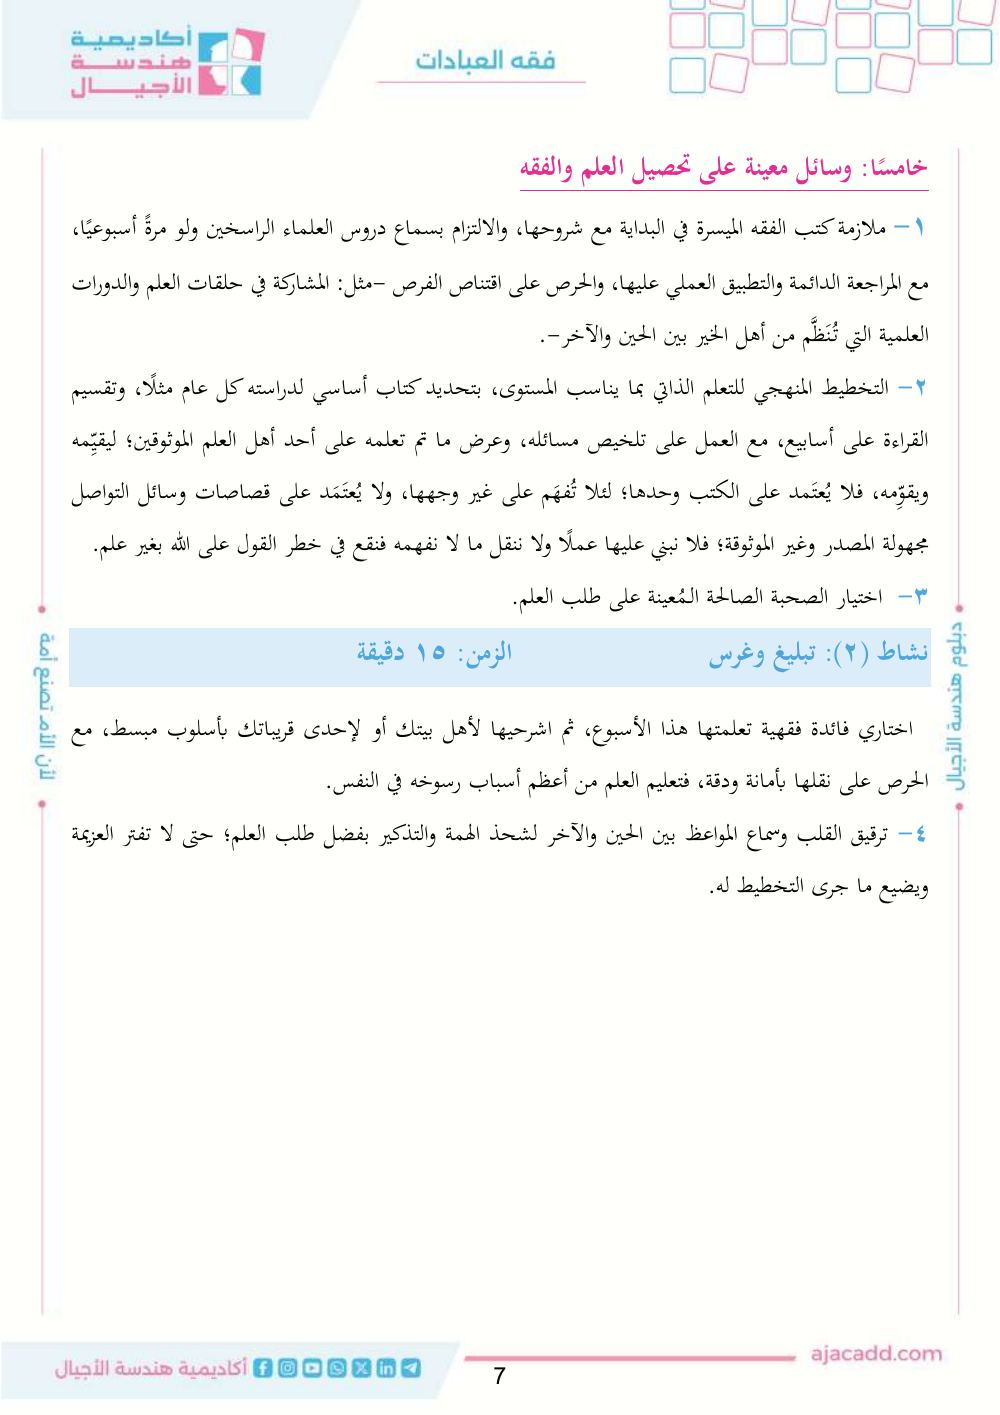 أكاديمية
هندسة
الأجيال
فقه العبادات
خامسًا: وسائل معينة على تحصيل العلم والفقه
١- ملازمة كتب الفقه الميسرة في البداية مع شروحها، والالتزام بسماع دروس العلماء الراسخين ولو مرةً أسبوعيًا،
مع المراجعة الدائمة والتطبيق العملي عليها، والحرص على اقتناص الفرص -مثل: المشاركة في حلقات العلم والدورات
العلمية التي تُنَظَّم من أهل الخير بين الحين والآخر-.
٢- التخطيط المنهجي للتعلم الذاتي بما يناسب المستوى، بتحديد كتاب أساسي لدراسته كل عام مثلًا، وتقسيم
القراءة على أسابيع، مع العمل على تلخيص مسائله، وعرض ما تم تعلمه على أحد أهل العلم الموثوقين؛ ليقيِّمه
ويقوِّمه، فلا يُعتَمد على الكتب وحدها؛ لئلا تُفهَم على غير وجهها، ولا يُعتَمَد على قصاصات وسائل التواصل
مجهولة المصدر وغير الموثوقة؛ فلا نبني عليها عملًا ولا ننقل ما لا نفهمه فنقع في خطر القول على الله بغير علم.
٣- اختيار الصحبة الصالحة المُعينة على طلب العلم.
نشاط (٢): تبليغ وغرس الزمن: ١٥ دقيقة
اختاري فائدة فقهية تعلمتها هذا الأسبوع، ثم اشرحيها لأهل بيتك أو لإحدى قريباتك بأسلوب مبسط، مع
الحرص على نقلها بأمانة ودقة، فتعليم العلم من أعظم أسباب رسوخه في النفس.
٤- ترقيق القلب وسماع المواعظ بين الحين والآخر لشحذ الهمة والتذكير بفضل طلب العلم؛ حتى لا تفتر العزيمة
ويضيع ما جرى التخطيط له.
دبلوم هندسة الأجيال
لأن الأم تصنع أمة
ajacadd.com
7
أكاديمية هندسة الأجيال